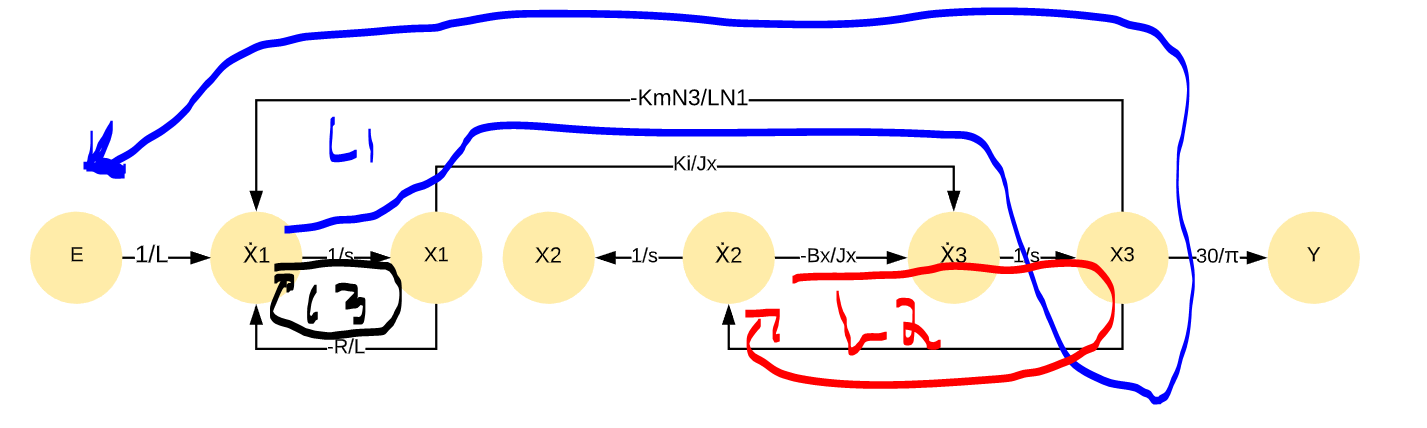 -KmN3/LN1
L1
Ki/Jx
E
1/L
Ẋ1
1/s
X1
X2
1/s
Ẋ2
-Bx/Jx
Ẋ3
1/s
X3
30/π
Y
L3
L2
-R/L